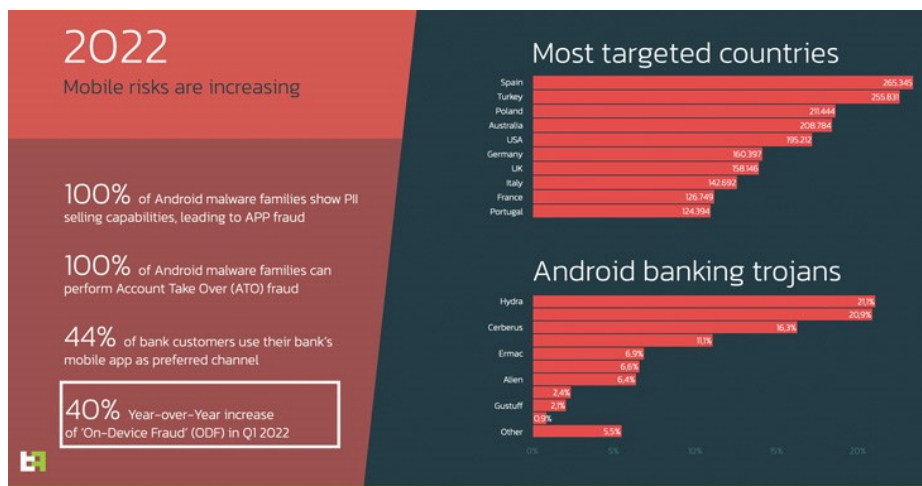 2022
Mobile risks are increasing
100% of Android malware families show PII
selling capabilities, leading to APP fraud
100% of Android malware families can
perform Account Take Over (ATO) fraud
44% of bank customers use their bank's
mobile app as preferred channel
40% Year-over-Year increase
of 'On-Device Fraud' (ODF) in Q1 2022
Most targeted countries
Spain 265.345
Turkey 255.831
Poland 211.444
Australia 208.784
USA 195.212
Germany 160.397
UK 158.146
Italy 142.692
France 126.749
Portugal 124.394
Android banking trojans
Hydra 21,1%
20,9%
Cerberus 16,3%
11,1%
Ermac 6,9%
6,6%
Alien 6,4%
2,4%
Gustuff 2,1%
0,9%
Other 5,5%
0% 5% 10% 15% 20%